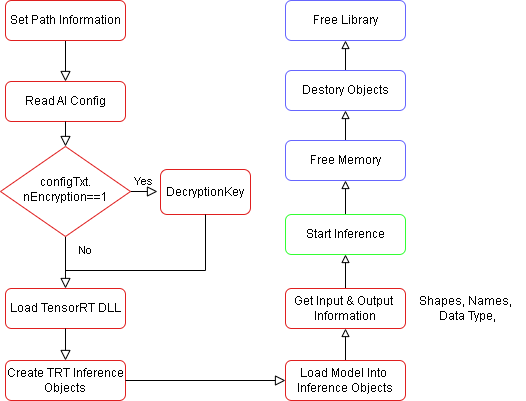 Set Path Information
Read AI Config
configTxt.
nEncryption==1
Yes
DecryptionKey
No
Load TensorRT DLL
Create TRT Inference
Objects
Load Model Into
Inference Objects
Get Input & Output
Information
Shapes, Names,
Data Type,
Start Inference
Free Memory
Destory Objects
Free Library